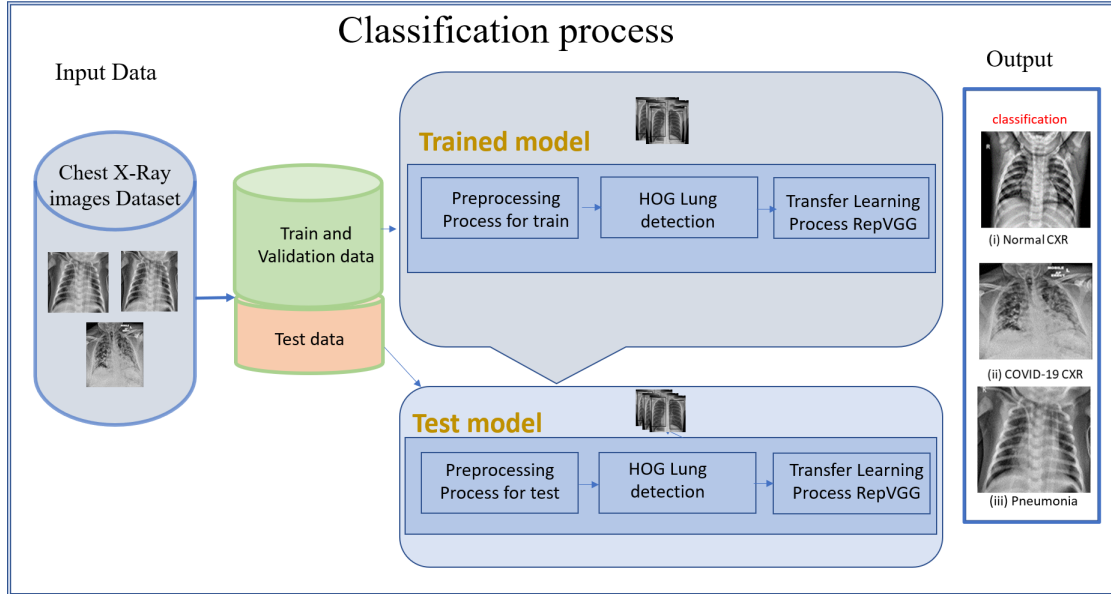 Classification process
Input Data
Output
Chest X-Ray
images Dataset
Train and
Validation data
Test data
Trained model
Preprocessing
Process for train
HOG Lung
detection
Transfer Learning
Process RepVGG
Test model
Preprocessing
Process for test
HOG Lung
detection
Transfer Learning
Process RepVGG
classification
(i) Normal CXR
(ii) COVID-19 CXR
(iii) Pneumonia